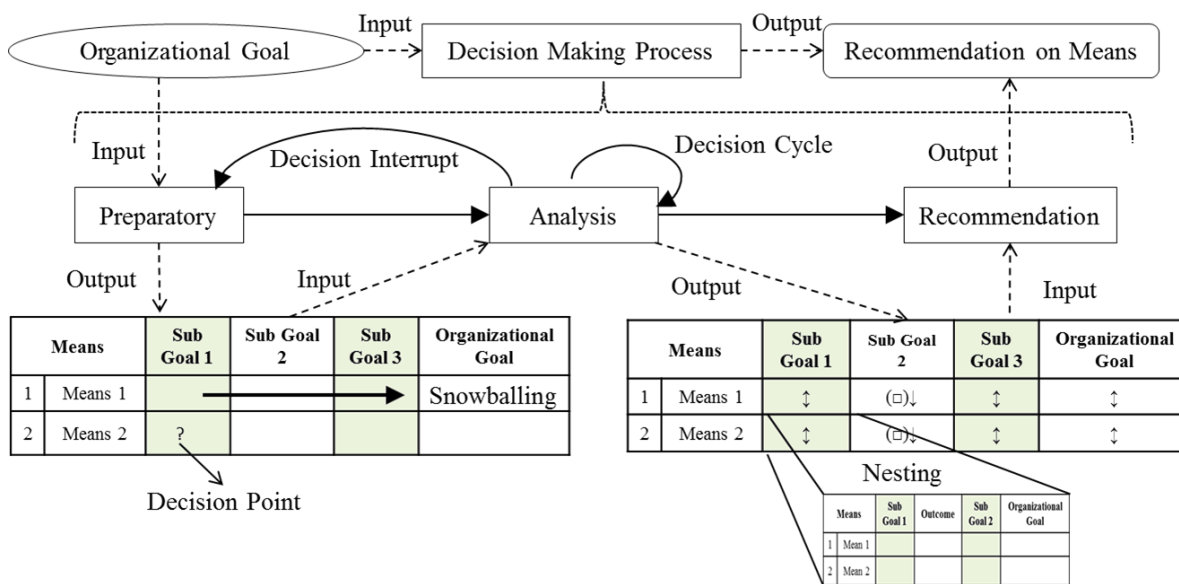 Input
Output
Organizational Goal
Decision Making Process
Recommendation on Means
Input
Decision Interrupt
Decision Cycle
Output
Preparatory
Analysis
Recommendation
Output
Input
Output
Input
Means
Sub Goal 1
Sub Goal 2
Sub Goal 3
Organizational Goal
1 Means 1 Snowballing
2 Means 2 ?
Decision Point
Means
Sub Goal 1
Sub Goal 2
Sub Goal 3
Organizational Goal
1 Means 1 ↕ (□)↓ ↕ ↕
2 Means 2 ↕ (□)↓ ↕ ↕
Nesting
Means
Sub Goal 1
Outcome
Sub Goal 2
Organizational Goal
1 Mean 1
2 Mean 2